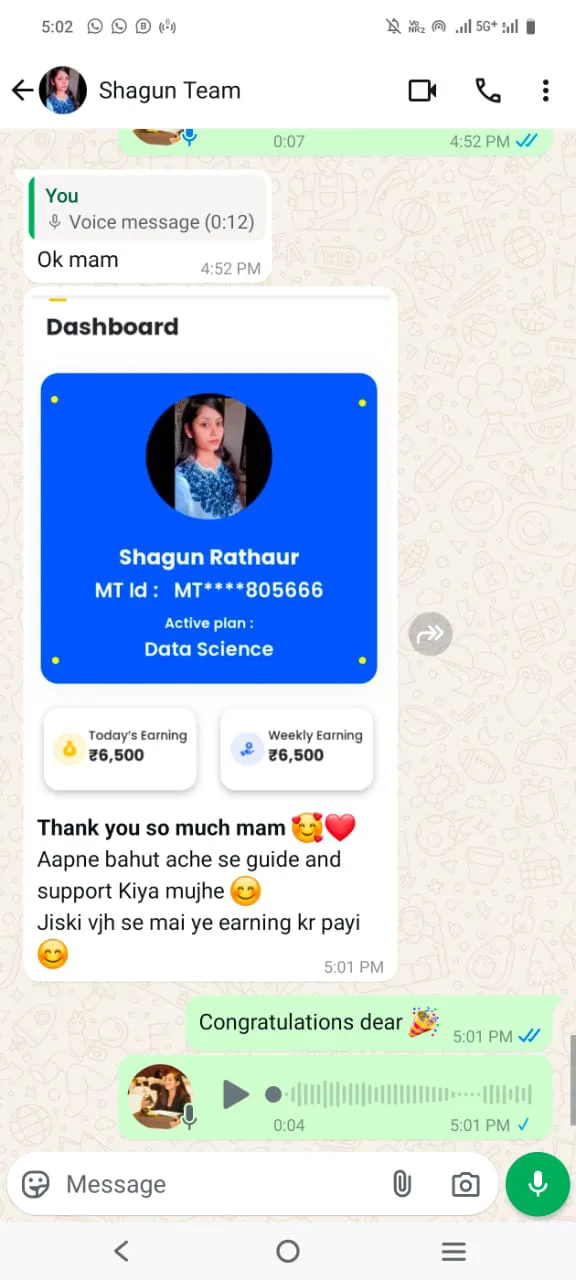 5:02
Vo
NR2
5G+
Shagun Team
0:07
4:52 PM
You
Voice message (0:12)
Ok mam
4:52 PM
Dashboard
Shagun Rathaur
MT Id : MT****805666
Active plan :
Data Science
Today's Earning
₹6,500
Weekly Earning
₹6,500
Thank you so much mam 🥰❤️
Aapne bahut ache se guide and
support Kiya mujhe 😊
Jiski vjh se mai ye earning kr payi
😊
5:01 PM
Congratulations dear 🎉
5:01 PM
0:04
5:01 PM
Message